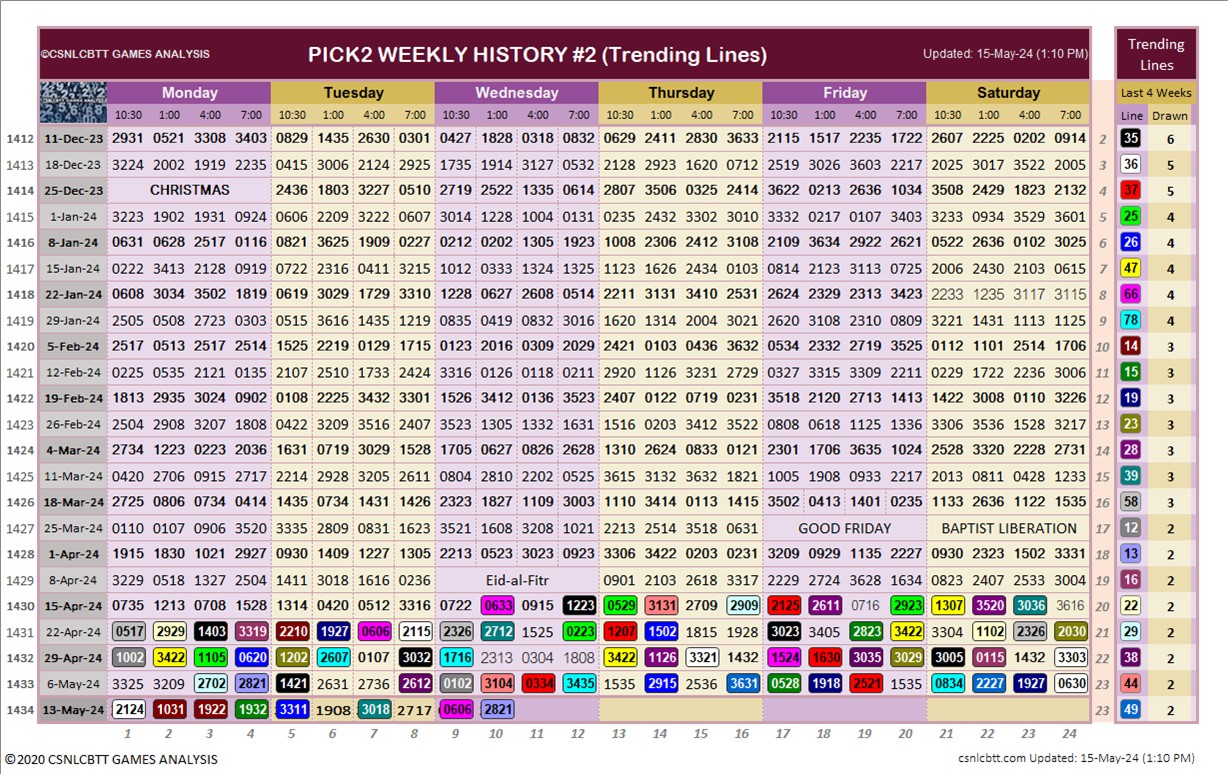 ©CSNLCBTT GAMES ANALYSIS PICK2 WEEKLY HISTORY #2 (Trending Lines) Updated: 15-May-24 (1:10 PM) Trending Lines
Monday Tuesday Wednesday Thursday Friday Saturday Last 4 Weeks
10:30 1:00 4:00 7:00 10:30 1:00 4:00 7:00 10:30 1:00 4:00 7:00 10:30 1:00 4:00 7:00 10:30 1:00 4:00 7:00 10:30 1:00 4:00 7:00 Line Drawn
1412 11-Dec-23 2931 0521 3308 3403 0829 1435 2630 0301 0427 1828 0318 0832 0629 2411 2830 3633 2115 1517 2235 1722 2607 2225 0202 0914 2 35 6
1413 18-Dec-23 3224 2002 1919 2235 0415 3006 2124 2925 1735 1914 3127 0532 2128 2923 1620 0712 2519 3026 3603 2217 2025 3017 3522 2005 3 36 5
1414 25-Dec-23 CHRISTMAS 2436 1803 3227 0510 2719 2522 1335 0614 2807 3506 0325 2414 3622 0213 2636 1034 3508 2429 1823 2132 4 37 5
1415 1-Jan-24 3223 1902 1931 0924 0606 2209 3222 0607 3014 1228 1004 0131 0235 2432 3302 3010 3332 0217 0107 3403 3233 0934 3529 3601 5 25 4
1416 8-Jan-24 0631 0628 2517 0116 0821 3625 1909 0227 0212 0202 1305 1923 1008 2306 2412 3108 2109 3634 2922 2621 0522 2636 0102 3025 6 26 4
1417 15-Jan-24 0222 3413 2128 0919 0722 2316 0411 3215 1012 0333 1324 1325 1123 1626 2434 0103 0814 2123 3113 0725 2006 2430 2103 0615 7 47 4
1418 22-Jan-24 0608 3034 3502 1819 0619 3029 1729 3318 1228 0627 2608 0514 2211 3131 3410 2531 2624 2329 2313 3423 2233 1235 3117 3115 8 66 4
1419 29-Jan-24 2505 0508 2723 0303 0515 3616 1435 1213 0835 0419 0832 3016 1620 1314 2004 3021 2620 3108 2310 0809 3221 1431 1113 1125 9 78 4
1420 5-Feb-24 2517 0513 2517 2514 1525 2219 0129 1715 0123 2016 0309 2029 2421 0103 0436 3632 0534 2332 2719 3525 0112 1101 2514 1706 10 14 3
1421 12-Feb-24 0225 0535 2121 0135 2107 2510 1733 2424 3316 0126 0118 0211 2920 1126 3231 2729 0327 3315 3309 2211 0229 1722 2236 3006 11 15 3
1422 19-Feb-24 1813 2935 3024 0902 0108 2225 3432 3301 1526 3412 0136 3523 2407 0122 0719 0231 3518 2120 2713 1413 1422 3008 0110 3226 12 19 3
1423 26-Feb-24 2504 2908 3207 1808 0422 3209 3516 2407 3523 1305 1332 1631 1516 0203 3412 3522 0808 0618 1125 1336 3306 3536 1528 3217 13 23 3
1424 4-Mar-24 2734 1223 0223 2036 1631 0719 3029 1528 1705 0627 0826 2628 1310 2624 0833 0121 2301 1706 3635 1024 2528 3320 2228 2731 14 28 3
1425 11-Mar-24 0420 2706 0915 2717 2214 2928 3205 2611 0804 2810 2202 0525 3615 3132 3632 1821 1005 1908 0933 2217 2013 0811 0428 1233 15 39 3
1426 18-Mar-24 2725 0806 0734 0414 1435 0734 1431 1426 2323 1827 1109 3003 1110 3414 0113 1415 3502 0413 1401 0235 1133 2636 1122 1535 16 58 3
1427 25-Mar-24 0110 0107 0906 3520 3335 2809 0831 1623 3521 1608 3208 1021 2213 2514 3518 0631 GOOD FRIDAY BAPTIST LIBERATION 17 12 2
1428 1-Apr-24 1915 1830 1021 2927 0930 1409 1227 1305 2213 0523 3023 0923 3306 3422 0203 0231 3209 0929 1135 2227 0930 2323 1502 3331 18 13 2
1429 8-Apr-24 3229 0518 1327 2504 1411 3018 1616 0236 Eid-al-Fitr 0901 2103 2618 3317 2229 2724 3628 1634 0823 2407 2533 3004 19 16 2
1430 15-Apr-24 0735 1213 0708 1528 1314 0420 0512 3316 0722 0633 0915 1223 0529 3131 2709 2909 2125 2611 0716 2923 1307 3520 3036 3616 20 22 2
1431 22-Apr-24 0517 2929 1403 3319 2210 1927 0606 2115 2326 2712 1525 0223 1207 1502 1815 1928 3023 3405 2823 3422 3304 1102 2326 2030 21 29 2
1432 29-Apr-24 1002 3422 1105 0620 1202 2607 0107 3032 1716 2313 0304 1808 3422 1126 3321 1432 1524 1630 3035 3029 3005 0115 1432 3303 22 38 2
1433 6-May-24 3325 3209 2702 2821 1421 2631 2736 2612 0102 3104 0334 3435 1535 2915 2536 3631 0528 1918 2521 1535 0834 2227 1927 0630 23 44 2
1434 13-May-24 2124 1031 1922 1932 3311 1908 3018 2717 0606 2821 23 49 2
1 2 3 4 5 6 7 8 9 10 11 12 13 14 15 16 17 18 19 20 21 22 23 24
©2020 CSNLCBTT GAMES ANALYSIS csnlcbtt.com Updated: 15-May-24 (1:10 PM)